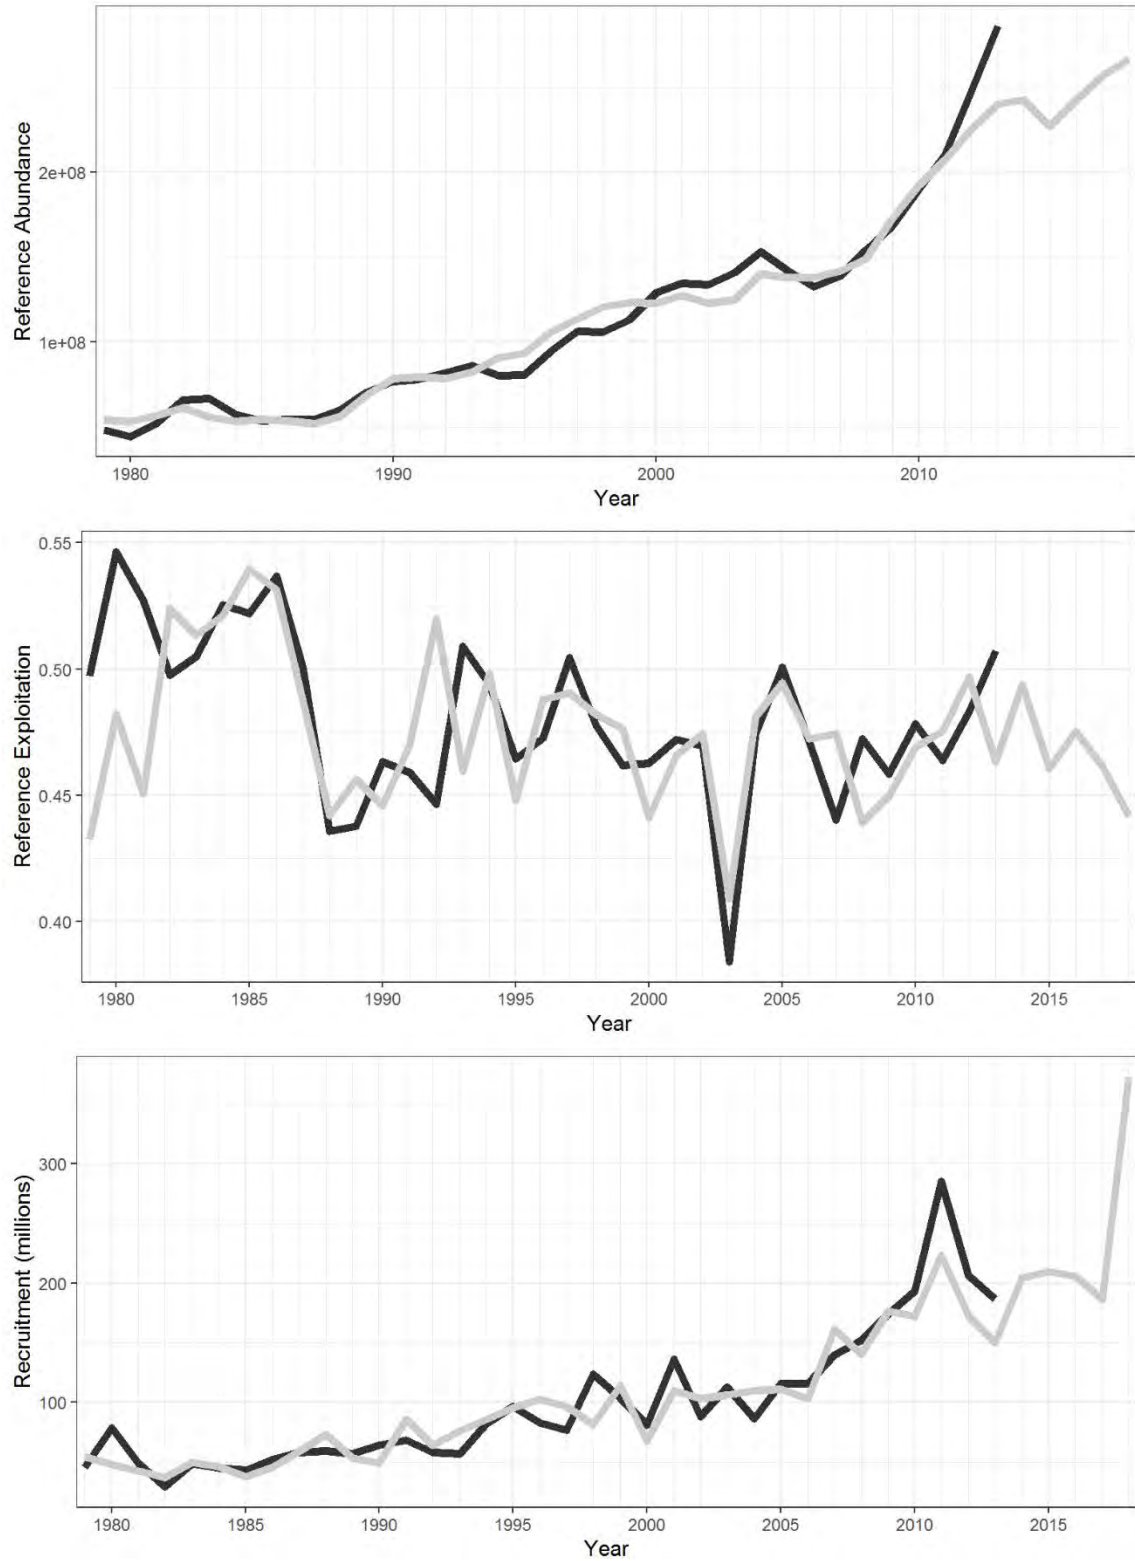 Reference Abundance
2e+08
1e+08
1980 1990 2000 2010
Year
Reference Exploitation
0.55
0.50
0.45
0.40
1980 1985 1990 1995 2000 2005 2010 2015
Year
Recruitment (millions)
300
200
100
1980 1985 1990 1995 2000 2005 2010 2015
Year